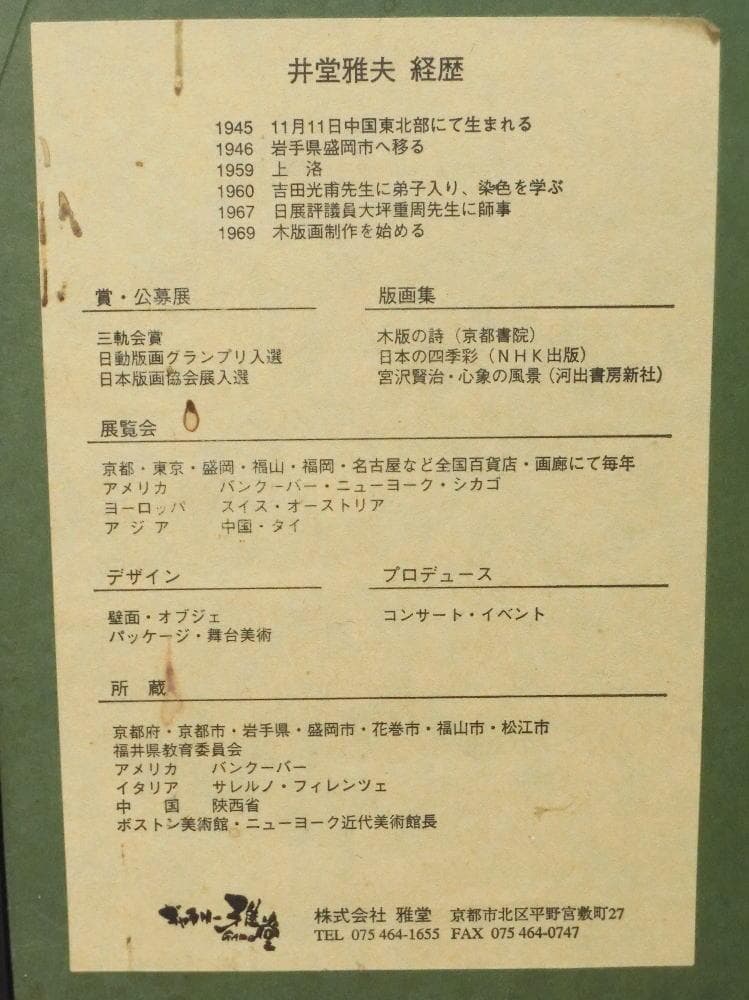 井堂雅夫 経歴
1945 11月11日中国東北部にて生まれる
1946 岩手県盛岡市へ移る
1959 上 洛
1960 吉田光甫先生に弟子入り、染色を学ぶ
1967 日展評議員大坪重周先生に師事
1969 木版画制作を始める
賞・公募展
三軌会賞
日動版画グランプリ入選
日本版画協会展入選
版画集
木版の詩（京都書院）
日本の四季彩（NHK出版）
宮沢賢治・心象の風景（河出書房新社）
展覧会
京都・東京・盛岡・福山・福岡・名古屋など全国百貨店・画廊にて毎年
アメリカ バンクーバー・ニューヨーク・シカゴ
ヨーロッパ スイス・オーストリア
ア ジ ア 中国・タイ
デザイン
壁面・オブジェ
パッケージ・舞台美術
プロデュース
コンサート・イベント
所 蔵
京都府・京都市・岩手県・盛岡市・花巻市・福山市・松江市
福井県教育委員会
アメリカ バンクーバー
イタリア サレルノ・フィレンツェ
中 国 陝西省
ボストン美術館・ニューヨーク近代美術館長
ギャラリー雅堂
GADO
株式会社 雅堂 京都市北区平野宮敷町27
TEL 075 464-1655 FAX 075 464-0747